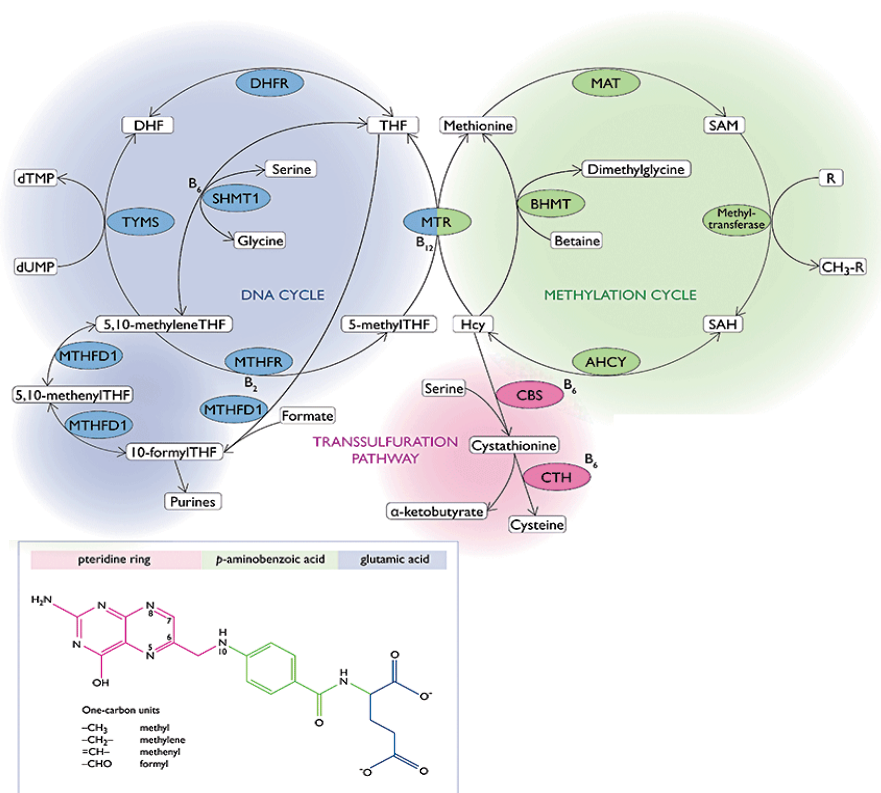 DHFR
MAT
DHF
THF
Methionine
SAM
dTMP
B6
Serine
Dimethylglycine
R
SHMT1
BHMT
TYMS
MTR
Methyl-
transferase
B12
Glycine
Betaine
dUMP
CH3-R
DNA CYCLE
METHYLATION CYCLE
5,10-methyleneTHF
5-methylTHF
Hcy
SAH
MTHFD1
MTHFR
AHCY
B2
5,10-methenylTHF
Serine
CBS
B6
MTHFD1
Formate
MTHFD1
TRANSSULFURATION
PATHWAY
10-formylTHF
Cystathionine
B6
CTH
Purines
α-ketobutyrate
Cysteine
pteridine ring
p-aminobenzoic acid
glutamic acid
H2N
N
N
8
7
N
6
N
5
H
N
10
OH
O
H
N
O
O-
-O
O
One-carbon units
–CH3 methyl
–CH2– methylene
=CH– methenyl
–CHO formyl